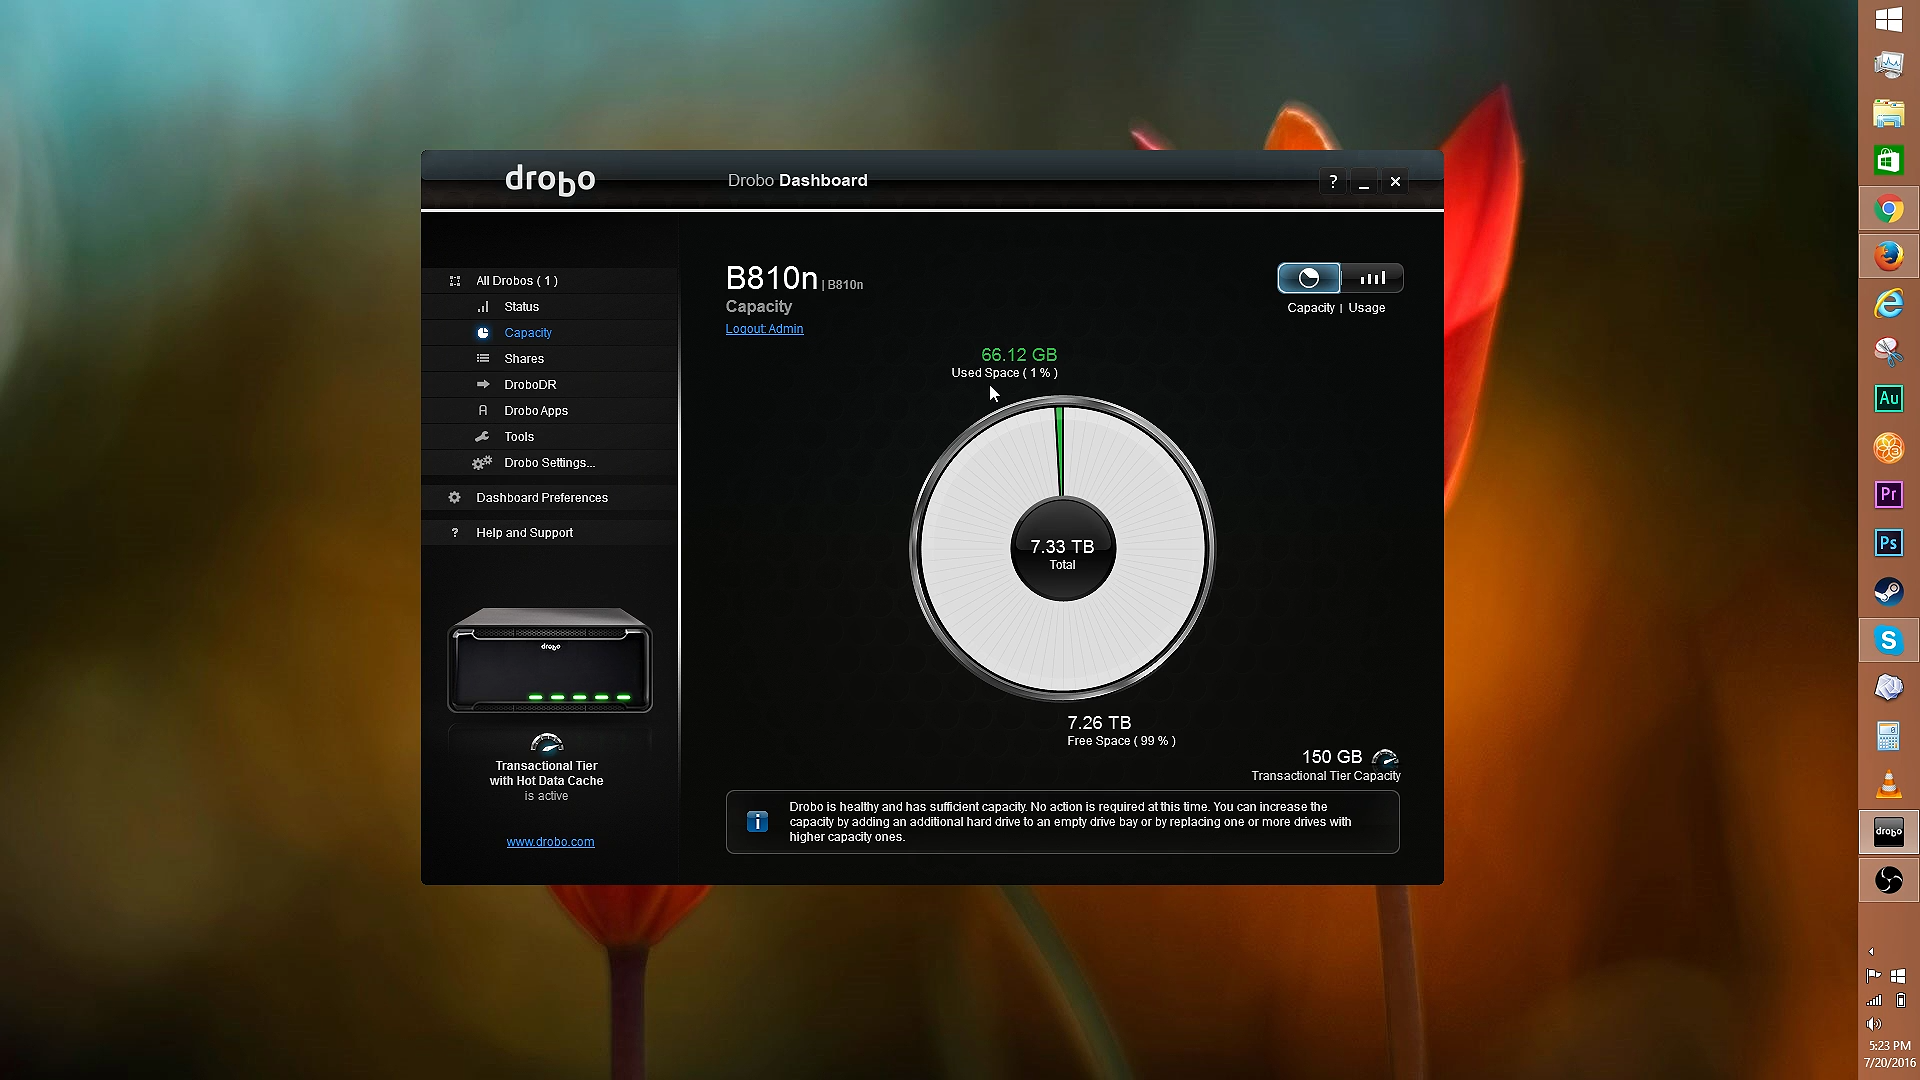 drobo
Drobo Dashboard
?
All Drobos ( 1 )
Status
Capacity
Shares
DroboDR
Drobo Apps
Tools
Drobo Settings...
Dashboard Preferences
? Help and Support
drobo
Transactional Tier
with Hot Data Cache
is active
www.drobo.com
B810n | B810n
Capacity
Logout: Admin
Capacity | Usage
66.12 GB
Used Space ( 1 % )
7.33 TB
Total
7.26 TB
Free Space ( 99 % )
150 GB
Transactional Tier Capacity
i
Drobo is healthy and has sufficient capacity. No action is required at this time. You can increase the
capacity by adding an additional hard drive to an empty drive bay or by replacing one or more drives with
higher capacity ones.
Au
3
Pr
Ps
S
0
drobo
5:23 PM
7/20/2016